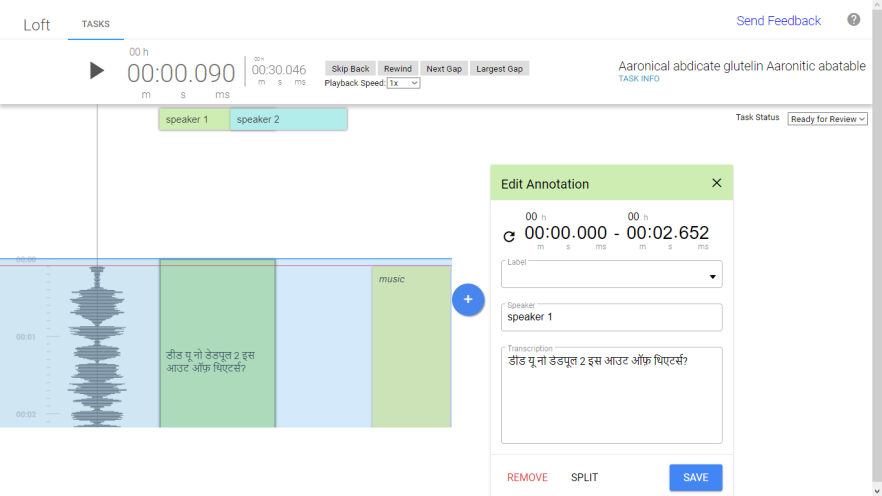 Loft
TASKS
Send Feedback
?
00 h
00:00.090
m s ms
00 h
00:30.046
m s ms
Skip Back Rewind Next Gap Largest Gap
Playback Speed: 1x
Aaronical abdicate glutelin Aaronitic abatable
TASK INFO
speaker 1
speaker 2
Task Status Ready for Review
00:00
00:01
00:02
डीड यू नो डेडपूल 2 इस
आउट ऑफ़ थिएटर्स?
music
+
Edit Annotation
00 h 00 h
00:00.000 - 00:02.652
m s ms m s ms
Label
Speaker
speaker 1
Transcription
डीड यू नो डेडपूल 2 इस आउट ऑफ़ थिएटर्स?
REMOVE SPLIT SAVE